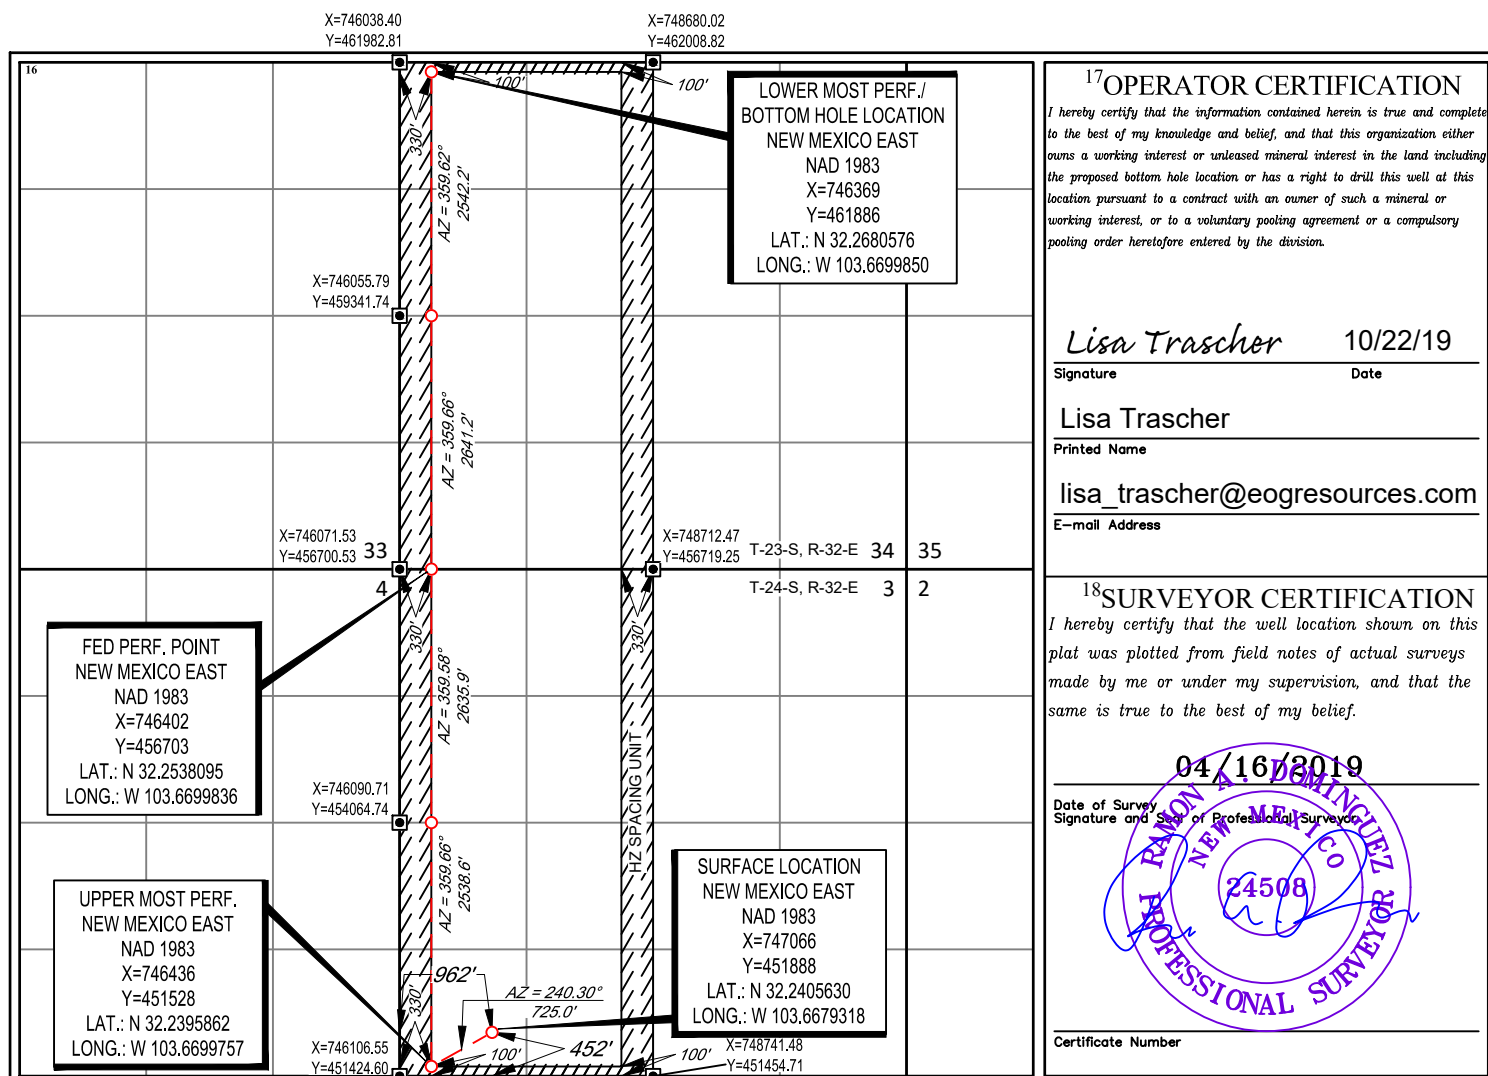 X=746038.40
Y=461982.81
X=748680.02
Y=462008.82
16
100'
100'
330'
AZ = 359.62°
2542.2'
LOWER MOST PERF./
BOTTOM HOLE LOCATION
NEW MEXICO EAST
NAD 1983
X=746369
Y=461886
LAT.: N 32.2680576
LONG.: W 103.6699850
X=746055.79
Y=459341.74
AZ = 359.66°
2641.2'
X=746071.53
Y=456700.53
33
4
X=748712.47
Y=456719.25
T-23-S, R-32-E 34 35
T-24-S, R-32-E 3 2
330'
330'
FED PERF. POINT
NEW MEXICO EAST
NAD 1983
X=746402
Y=456703
LAT.: N 32.2538095
LONG.: W 103.6699836
AZ = 359.58°
2635.9'
HZ SPACING UNIT
X=746090.71
Y=454064.74
AZ = 359.66°
2538.6'
UPPER MOST PERF.
NEW MEXICO EAST
NAD 1983
X=746436
Y=451528
LAT.: N 32.2395862
LONG.: W 103.6699757
SURFACE LOCATION
NEW MEXICO EAST
NAD 1983
X=747066
Y=451888
LAT.: N 32.2405630
LONG.: W 103.6679318
962'
330'
AZ = 240.30°
725.0'
452'
100'
100'
X=746106.55
Y=451424.60
X=748741.48
Y=451454.71
17 OPERATOR CERTIFICATION
I hereby certify that the information contained herein is true and complete
to the best of my knowledge and belief, and that this organization either
owns a working interest or unleased mineral interest in the land including
the proposed bottom hole location or has a right to drill this well at this
location pursuant to a contract with an owner of such a mineral or
working interest, or to a voluntary pooling agreement or a compulsory
pooling order heretofore entered by the division.
Lisa Trascher 10/22/19
Signature Date
Lisa Trascher
Printed Name
lisa_trascher@eogresources.com
E-mail Address
18 SURVEYOR CERTIFICATION
I hereby certify that the well location shown on this
plat was plotted from field notes of actual surveys
made by me or under my supervision, and that the
same is true to the best of my belief.
04/16/2019
Date of Survey
Signature and Seal of Professional Surveyor
RAMON A. DOMINGUEZ
NEW MEXICO
24508
PROFESSIONAL SURVEYOR
Certificate Number